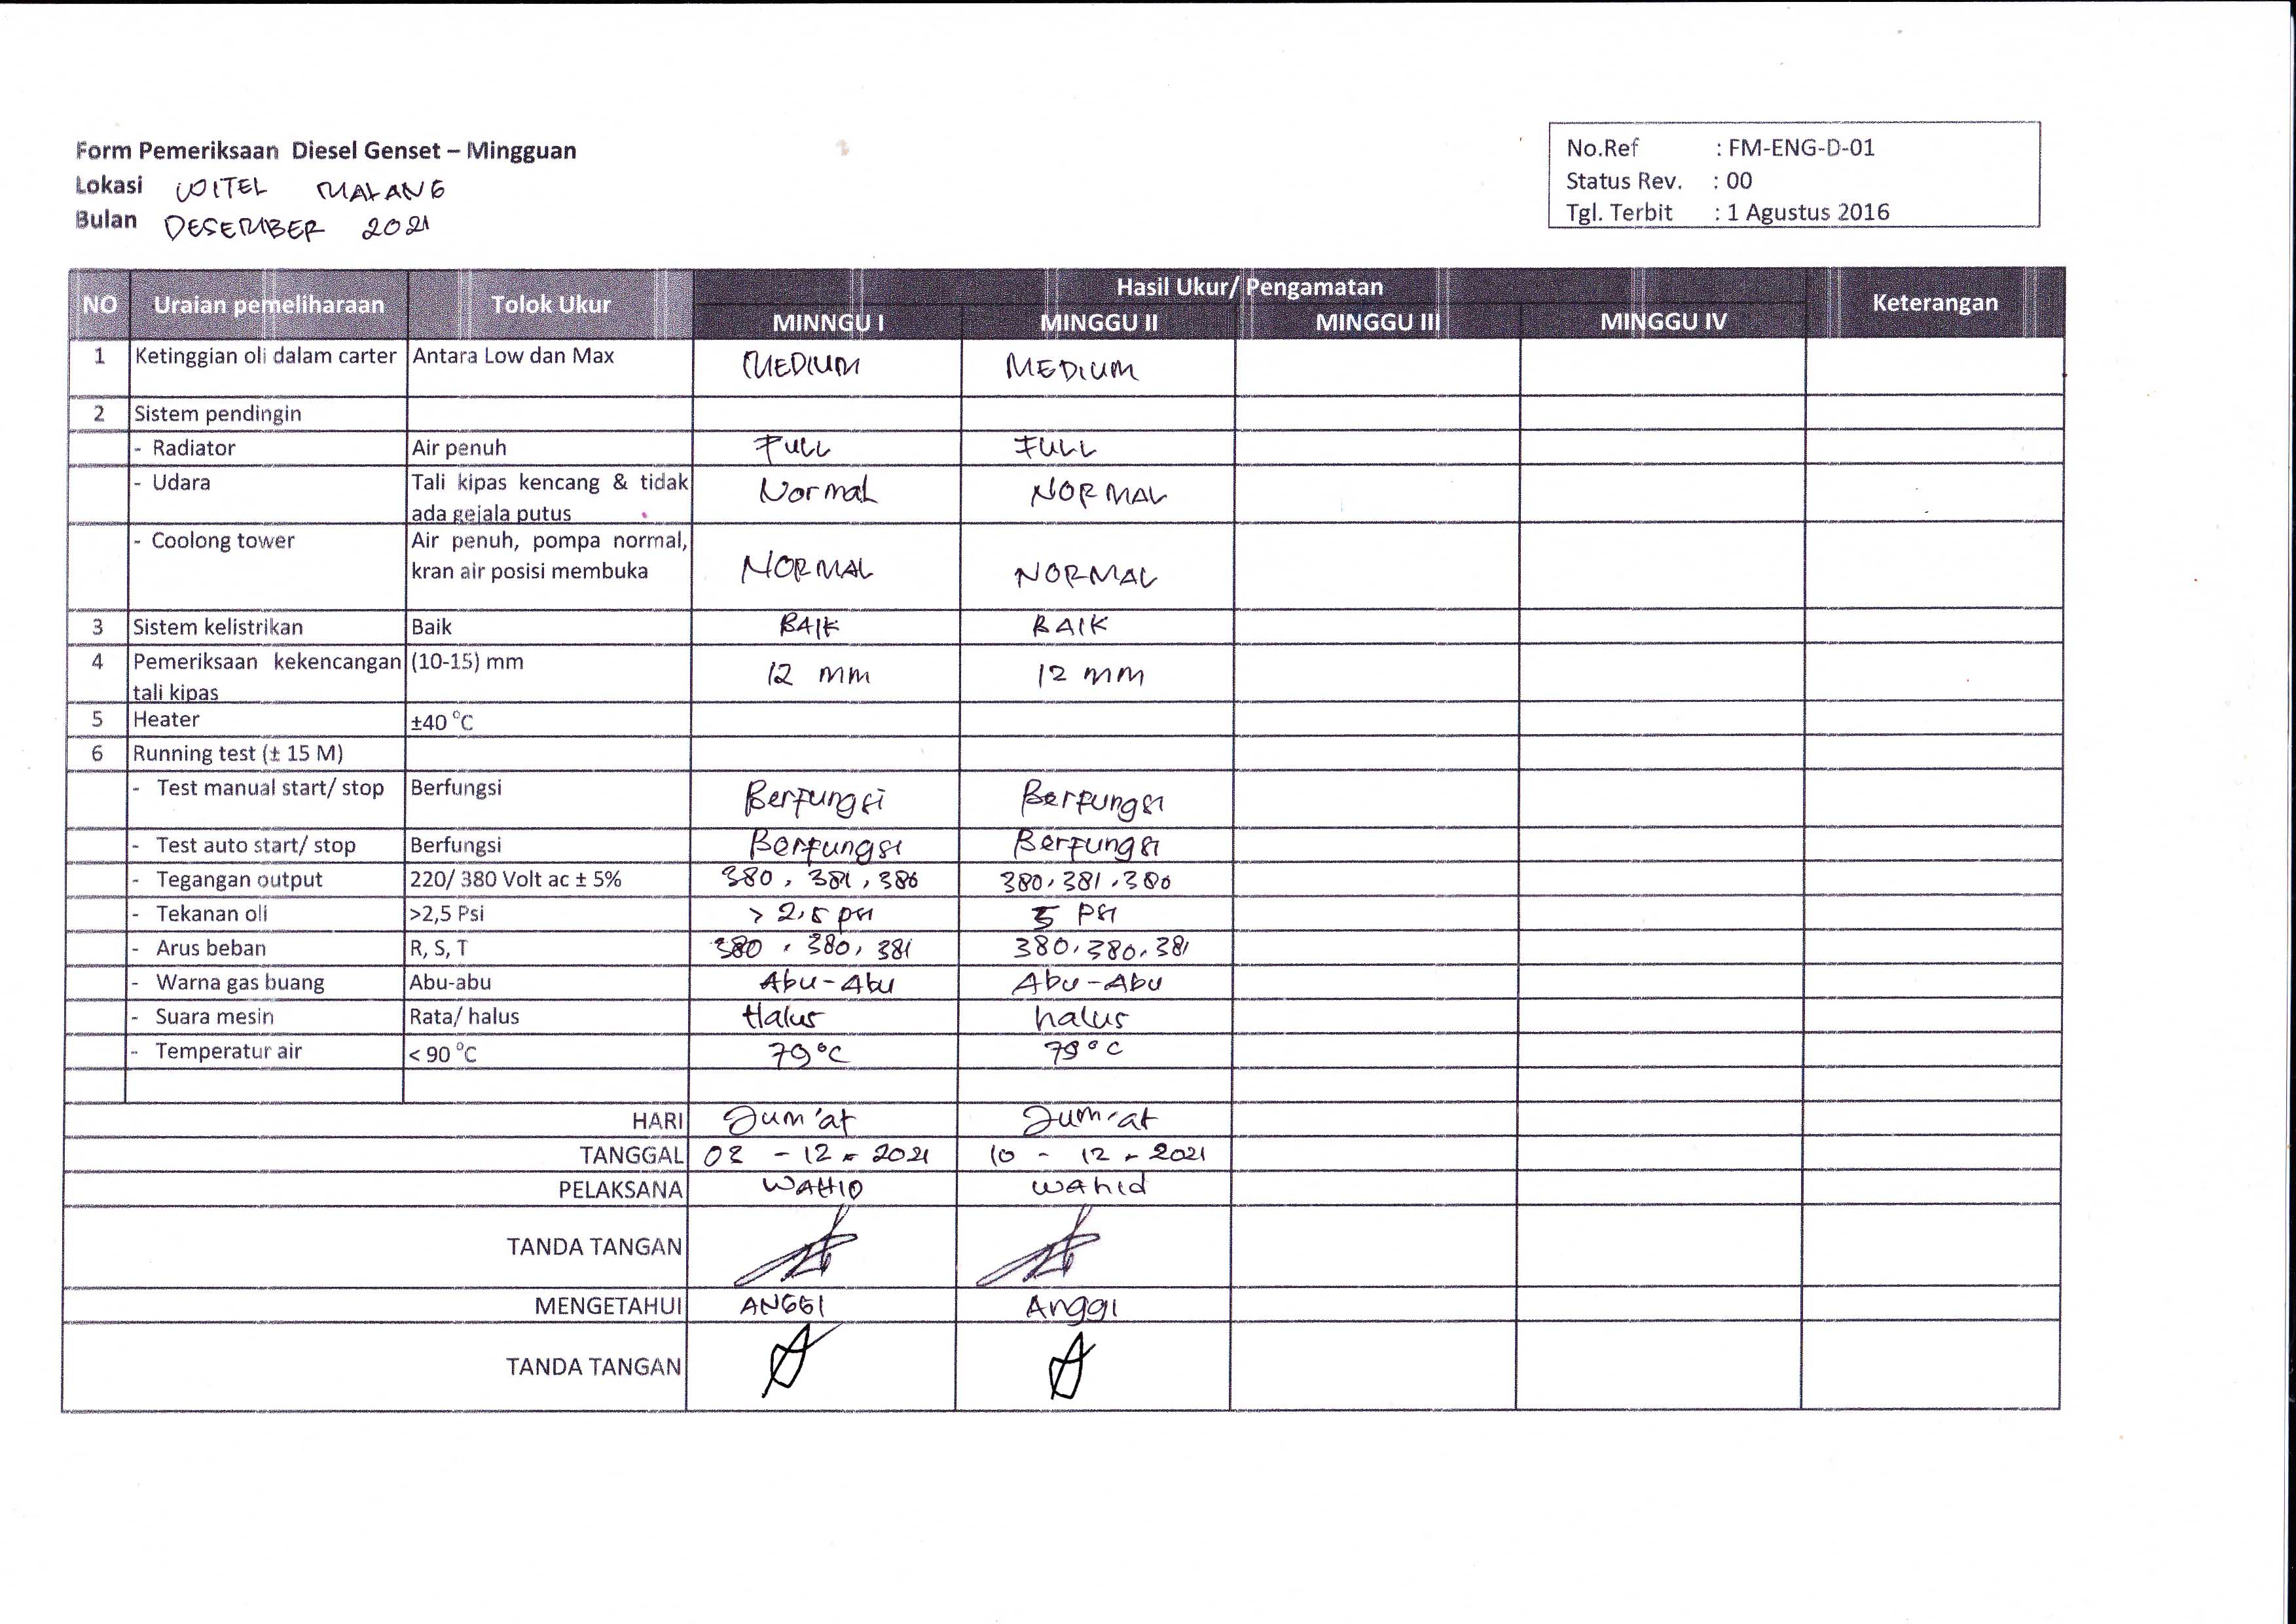 Form Pemeriksaan Diesel Genset – Mingguan
Lokasi WITEL MALANG
Bulan DESEMBER 2021
No.Ref : FM-ENG-D-01
Status Rev. : 00
Tgl. Terbit : 1 Agustus 2016
NO Uraian pemeliharaan Tolok Ukur Hasil Ukur/ Pengamatan Keterangan
MINNGU I MINGGU II MINGGU III MINGGU IV
1 Ketinggian oli dalam carter Antara Low dan Max MEDIUM MEDIUM
2 Sistem pendingin
- Radiator Air penuh FULL FULL
- Udara Tali kipas kencang & tidak Normal NORMAL
ada gejala putus
- Coolong tower Air penuh, pompa normal, NORMAL NORMAL
kran air posisi membuka
3 Sistem kelistrikan Baik BAIK BAIK
4 Pemeriksaan kekencangan (10-15) mm 12 mm 12 mm
tali kipas
5 Heater ±40 °C
6 Running test (± 15 M)
- Test manual start/ stop Berfungsi Berfungsi Berfungsi
- Test auto start/ stop Berfungsi Berfungsi Berfungsi
- Tegangan output 220/ 380 Volt ac ± 5% 380, 381, 380 380, 381, 380
- Tekanan oli >2,5 Psi > 2,5 psi 5 Psi
- Arus beban R, S, T 380, 380, 381 380, 380, 381
- Warna gas buang Abu-abu Abu-Abu Abu-Abu
- Suara mesin Rata/ halus Halus halus
- Temperatur air < 90 °C 79°C 79°C
HARI Jum'at Jum'at
TANGGAL - 12 - 2021 10 - 12 - 2021
PELAKSANA WAHID Wahid
TANDA TANGAN
MENGETAHUI ANGGI Anggi
TANDA TANGAN